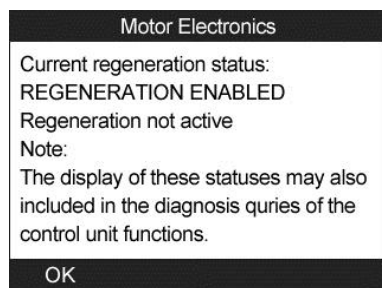 Motor Electronics
Current regeneration status:
REGENERATION ENABLED
Regeneration not active
Note:
The display of these statuses may also
included in the diagnosis quries of the
control unit functions.
OK